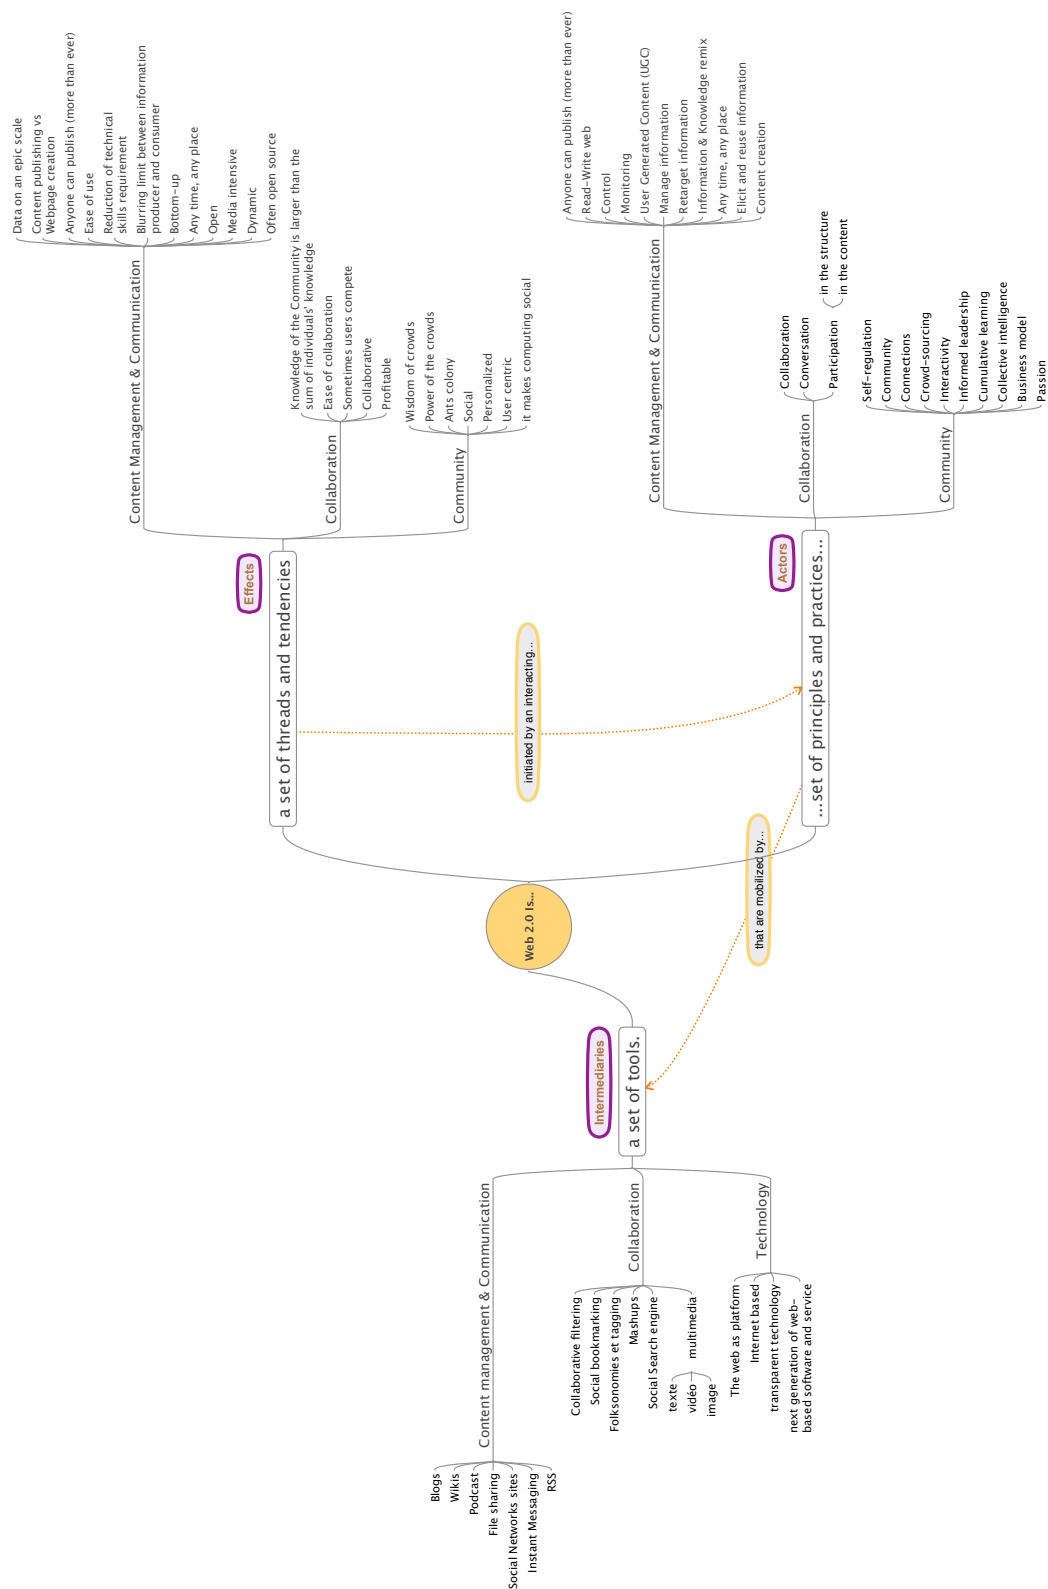 Web 2.0 Is...
Effects
a set of threads and tendencies
Content Management & Communication
Data on an epic scale
Content publishing vs
Webpage creation
Anyone can publish (more than ever)
Ease of use
Reduction of technical
skills requirement
Blurring limit between information
producer and consumer
Bottom-up
Any time, any place
Open
Media intensive
Dynamic
Often open source
Collaboration
Knowledge of the Community is larger than the
sum of individuals' knowledge
Ease of collaboration
Sometimes users compete
Collaborative
Profitable
Community
Wisdom of crowds
Power of the crowds
Ants colony
Social
Personalized
User centric
it makes computing social
initiated by an interacting...
Actors
...set of principles and practices...
Content Management & Communication
Anyone can publish (more than ever)
Read-Write web
Control
Monitoring
User Generated Content (UGC)
Manage information
Retarget information
Information & Knowledge remix
Any time, any place
Elicit and reuse information
Content creation
Collaboration
Collaboration
Conversation
Participation
in the structure
in the content
Community
Self-regulation
Community
Connections
Crowd-sourcing
Interactivity
Informed leadership
Cumulative learning
Collective intelligence
Business model
Passion
that are mobilized by...
Intermediaries
a set of tools.
Content management & Communication
Blogs
Wikis
Podcast
File sharing
Social Networks sites
Instant Messaging
RSS
Collaboration
Collaborative filtering
Social bookmarking
Folksonomies et tagging
Mashups
Social Search engine
multimedia
texte
vidéo
image
Technology
The web as platform
Internet based
transparent technology
next generation of web-
based software and service